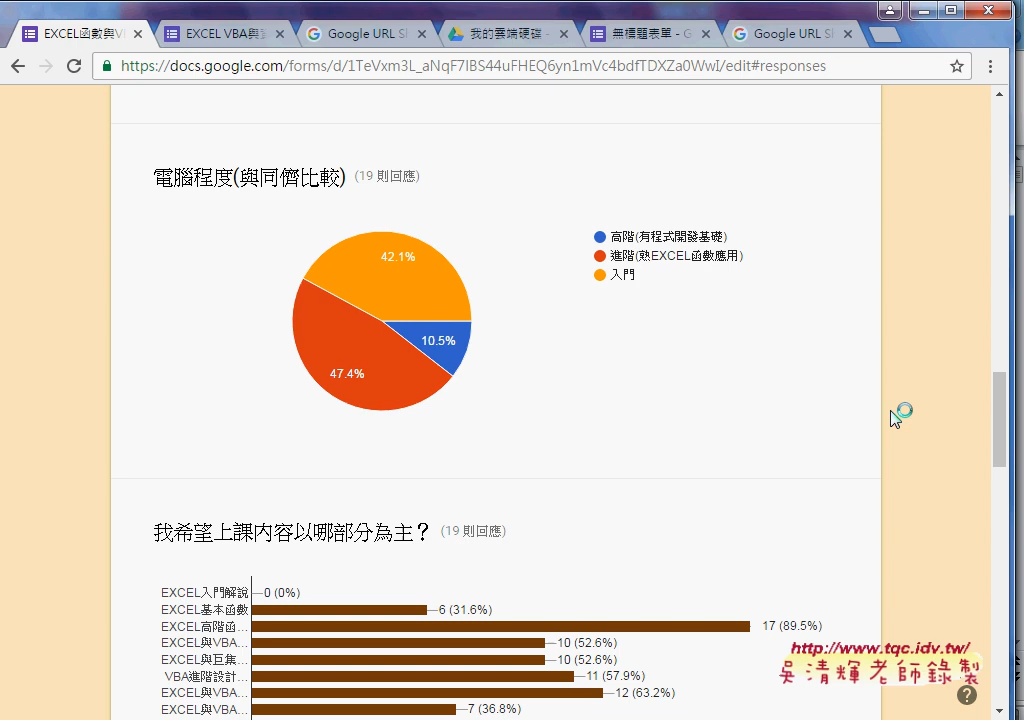 EXCEL函數與V
EXCEL VBA與
Google URL S
我的雲端硬碟 -
無標題表單 - G
Google URL S
https://docs.google.com/forms/d/1TeVxm3L_aNqF7IBS44uFHEQ6yn1mVc4bdfTDXZa0WwI/edit#responses
電腦程度(與同儕比較) (19 則回應)
高階(有程式開發基礎)
進階(熟EXCEL函數應用)
入門
42.1%
10.5%
47.4%
我希望上課內容以哪部分為主？ (19 則回應)
EXCEL入門解說 0 (0%)
EXCEL基本函數 6 (31.6%)
EXCEL高階函... 17 (89.5%)
EXCEL與VBA... 10 (52.6%)
EXCEL與巨集... 10 (52.6%)
VBA進階設計... 11 (57.9%)
EXCEL與VBA... 12 (63.2%)
EXCEL與VBA... 7 (36.8%)
http://www.tqc.idv.tw/
吳清輝老師錄製